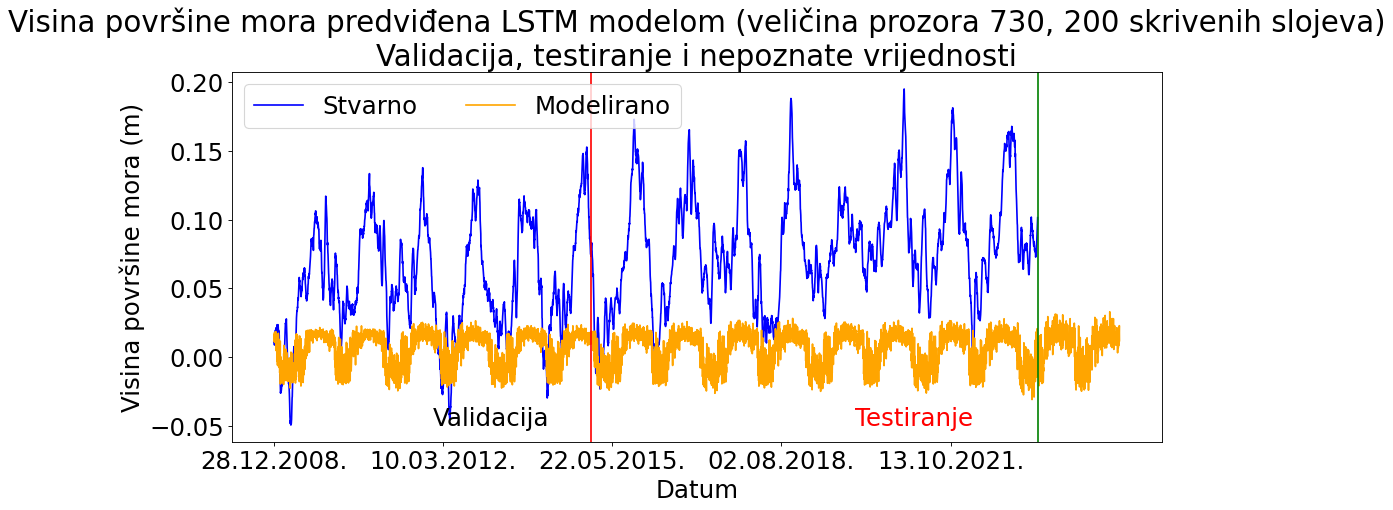 Visina površine mora predviđena LSTM modelom (veličina prozora 730, 200 skrivenih slojeva)
Validacija, testiranje i nepoznate vrijednosti
Stvarno Modelirano
Visina površine mora (m)
0.20
0.15
0.10
0.05
0.00
−0.05
Validacija Testiranje
28.12.2008. 10.03.2012. 22.05.2015. 02.08.2018. 13.10.2021.
Datum